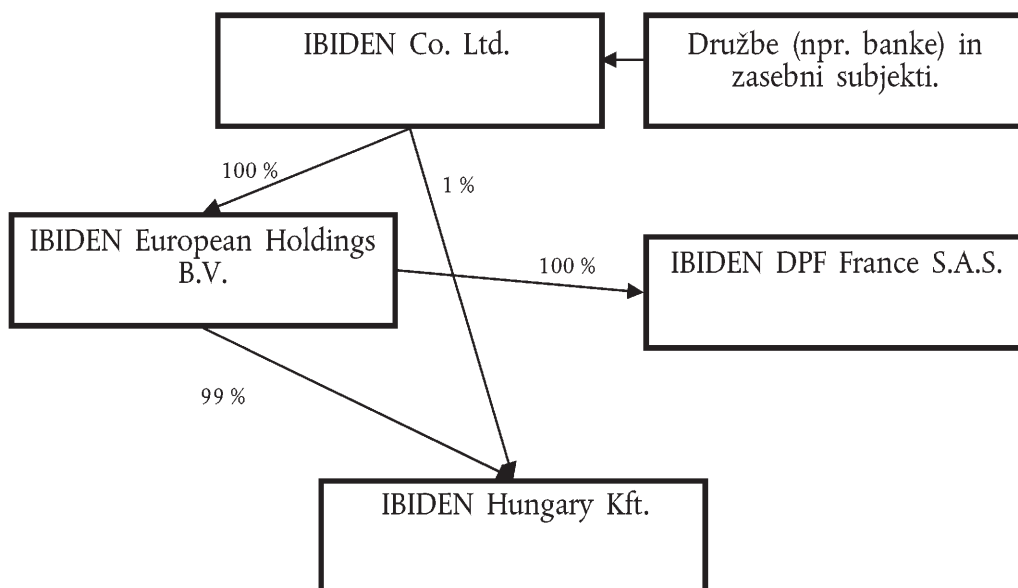 IBIDEN Co. Ltd.
Družbe (npr. banke) in
zasebni subjekti.
100 %
1 %
IBIDEN European Holdings
B.V.
100 %
IBIDEN DPF France S.A.S.
99 %
IBIDEN Hungary Kft.